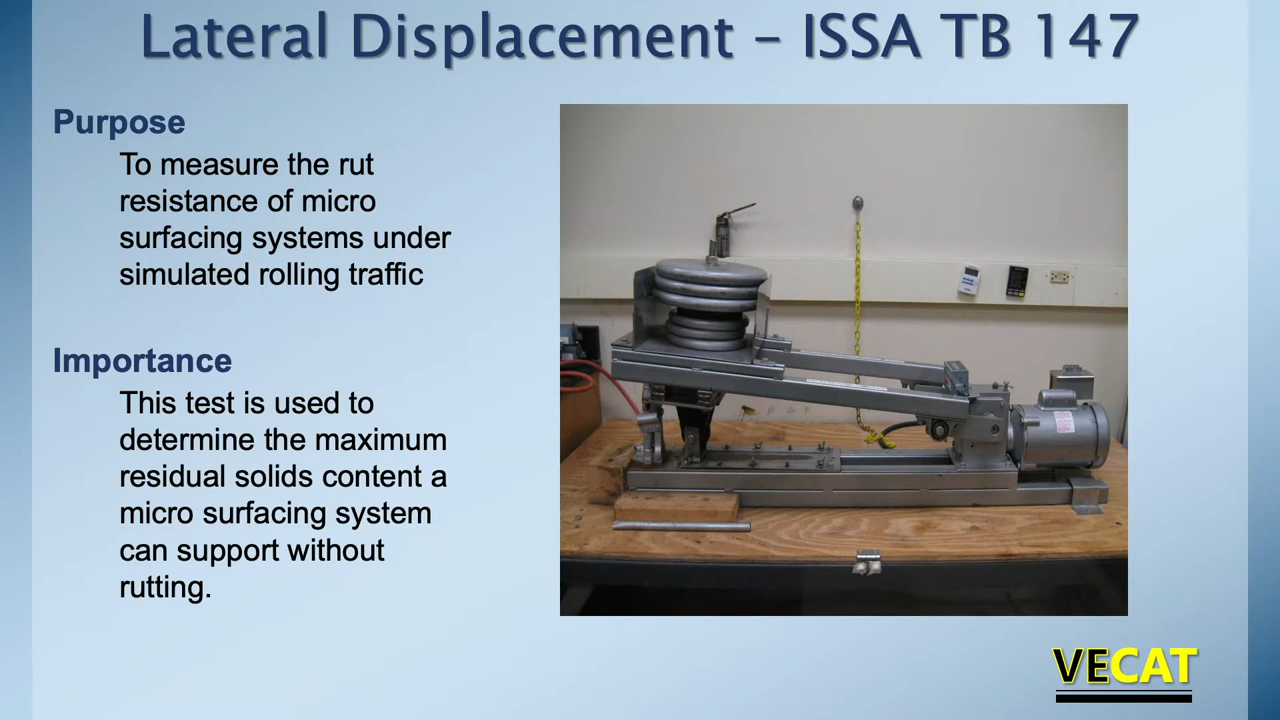 Lateral Displacement – ISSA TB 147
Purpose
To measure the rut
resistance of micro
surfacing systems under
simulated rolling traffic
Importance
This test is used to
determine the maximum
residual solids content a
micro surfacing system
can support without
rutting.
VECAT